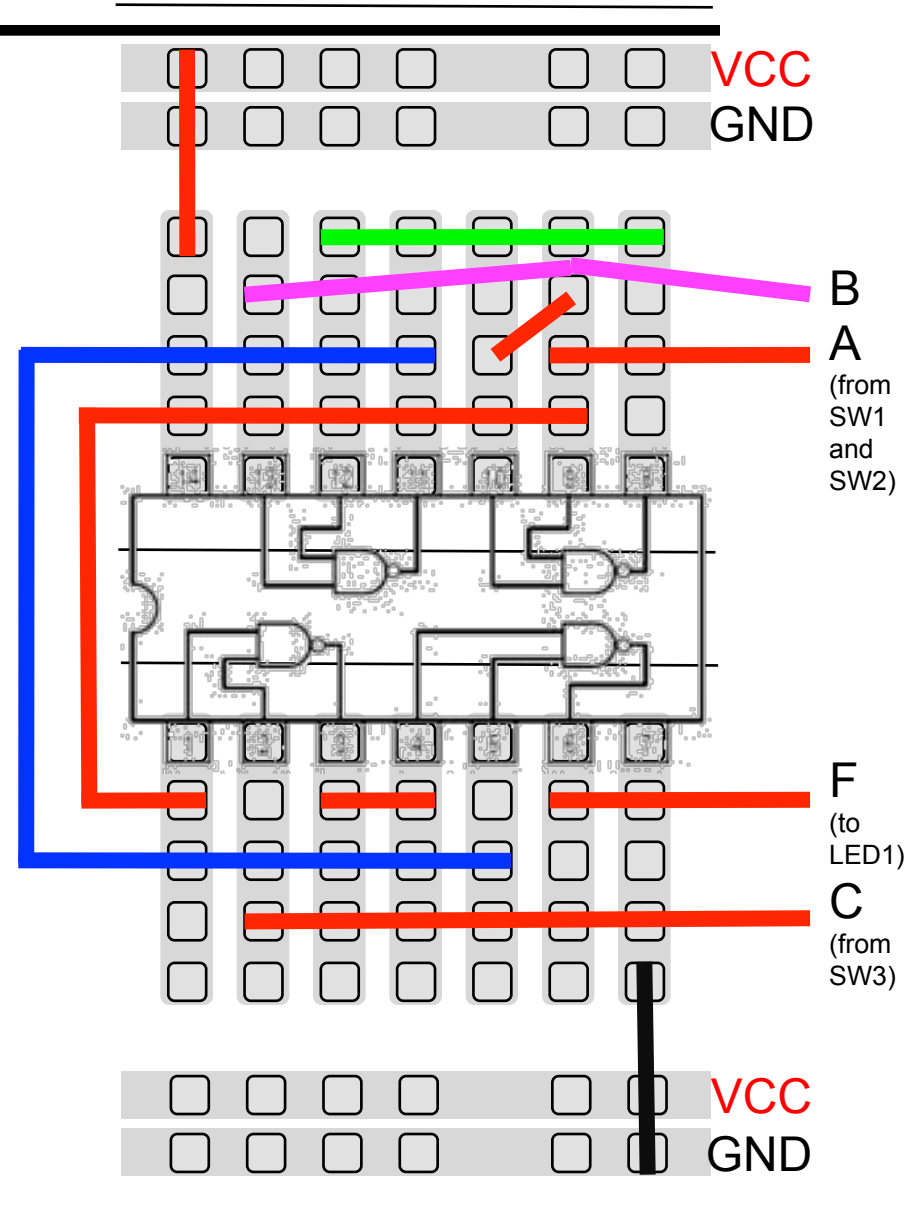 VCC
GND
B
A
(from
SW1
and
SW2)
F
(to
LED1)
C
(from
SW3)
VCC
GND